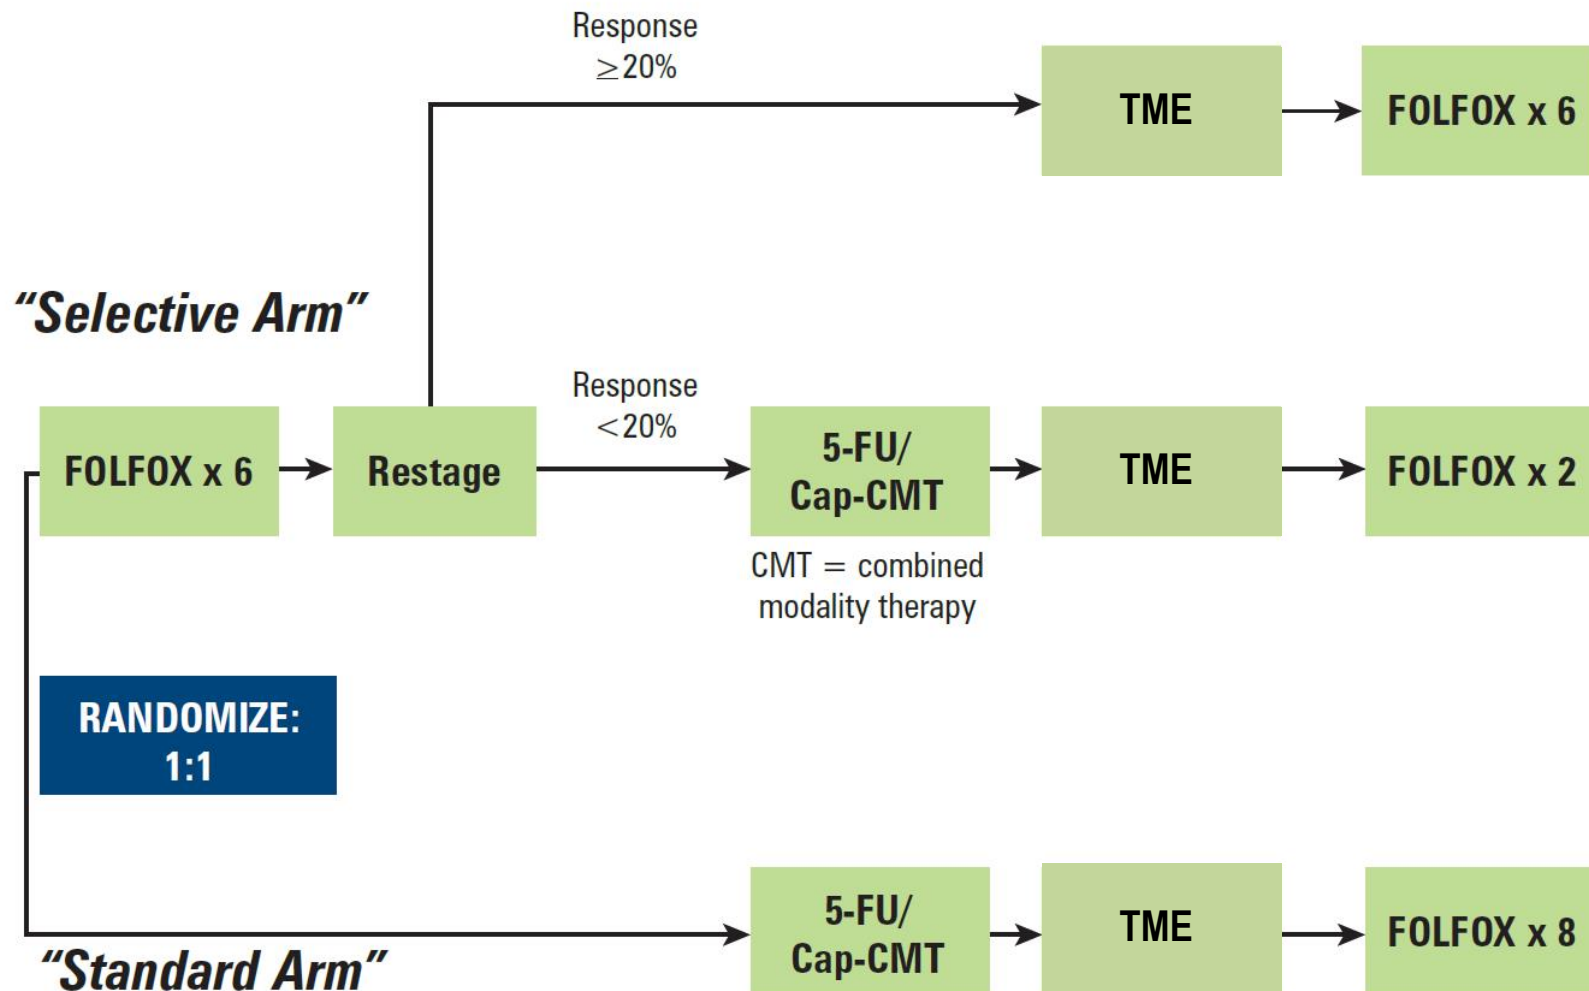 Response
≥20%
TME
FOLFOX x 6
“Selective Arm”
Response
<20%
FOLFOX x 6
Restage
5-FU/
Cap-CMT
TME
FOLFOX x 2
CMT = combined
modality therapy
RANDOMIZE:
1:1
5-FU/
Cap-CMT
TME
FOLFOX x 8
“Standard Arm”